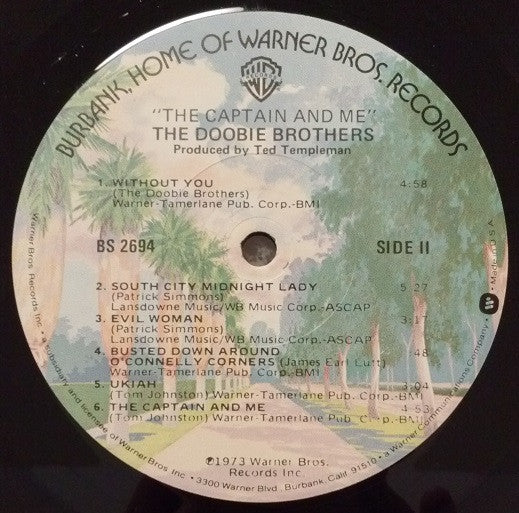 BURBANK, HOME OF WARNER BROS. RECORDS
"THE CAPTAIN AND ME"
THE DOOBIE BROTHERS
Produced by Ted Templeman
1. WITHOUT YOU 4:58
(The Doobie Brothers)
Warner-Tamerlane Pub. Corp.-BMI
BS 2694 SIDE II
2. SOUTH CITY MIDNIGHT LADY 5:27
(Patrick Simmons)
Lansdowne Music/WB Music Corp.-ASCAP
3. EVIL WOMAN 3:17
(Patrick Simmons)
Lansdowne Music/WB Music Corp.-ASCAP
4. BUSTED DOWN AROUND
O'CONNELLY CORNERS (James Earl Luft) :48
Warner-Tamerlane Pub. Corp.-BMI
5. UKIAH 3:04
(Tom Johnston) Warner-Tamerlane Pub. Corp.-BMI
6. THE CAPTAIN AND ME 4:53
(Tom Johnston) Warner-Tamerlane Pub. Corp.-BMI
℗1973 Warner Bros.
Records Inc.
Warner Bros. Records Inc. • a subsidiary and licensees of Warner Bros. Inc. • 3300 Warner Blvd., Burbank, Calif. 91510 • a Warner Communications Company • Made in U.S.A.